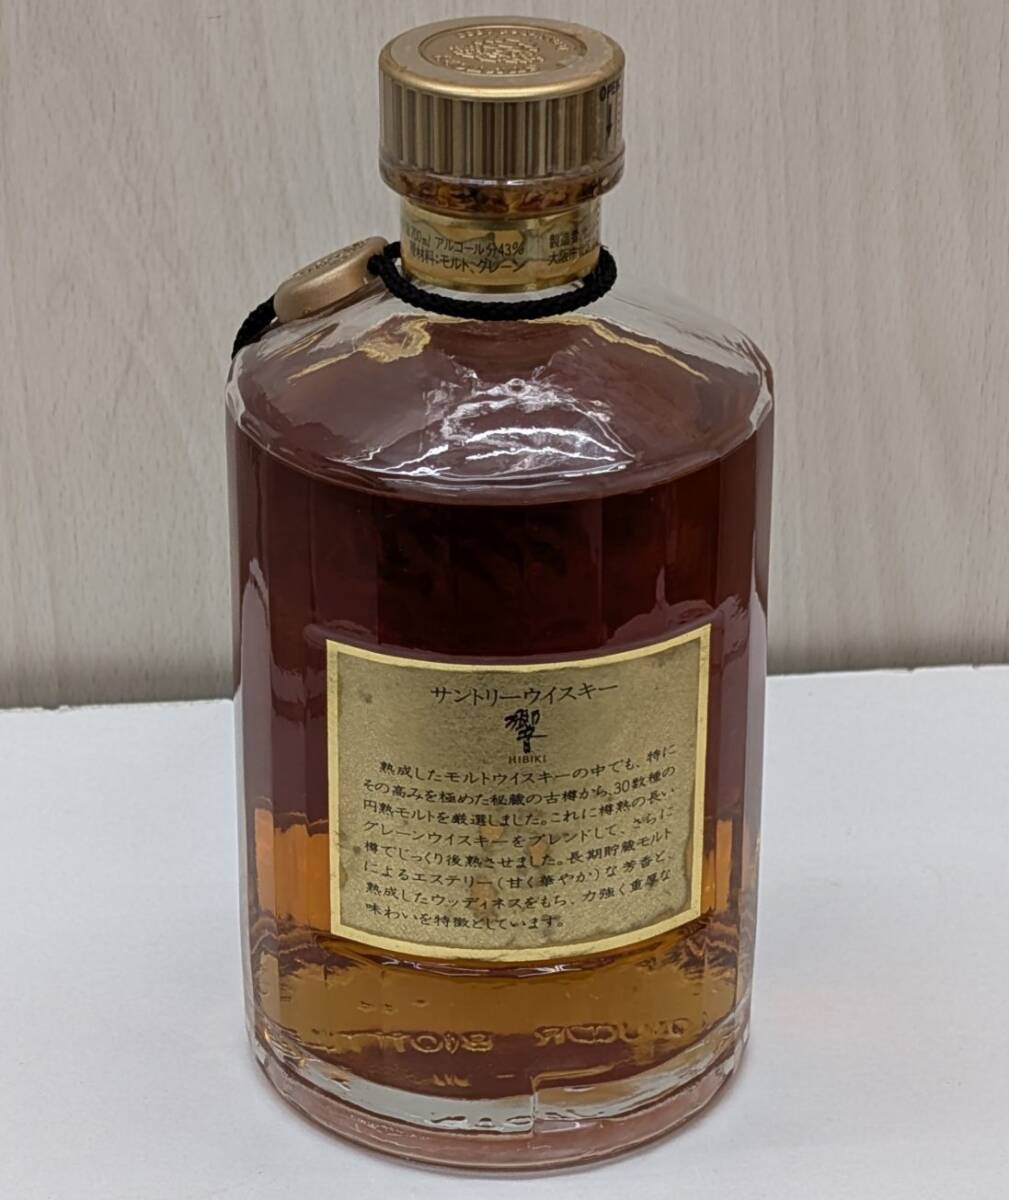 OPEN
700ml アルコール分43%
原材料:モルト、グレーン
製造者
大阪市
サントリーウイスキー
響
HIBIKI
熟成したモルトウイスキーの中でも、特に
その高みを極めた秘蔵の古樽から、30数種の
円熟モルトを厳選しました。これに樽熟の長い
グレーンウイスキーをブレンドして、さらに
樽でじっくり後熟させました。長期貯蔵モルト
によるエステリー(甘く華やか)な芳香と、
熟成したウッディネスをもち、力強く重厚な
味わいを特徴としています。